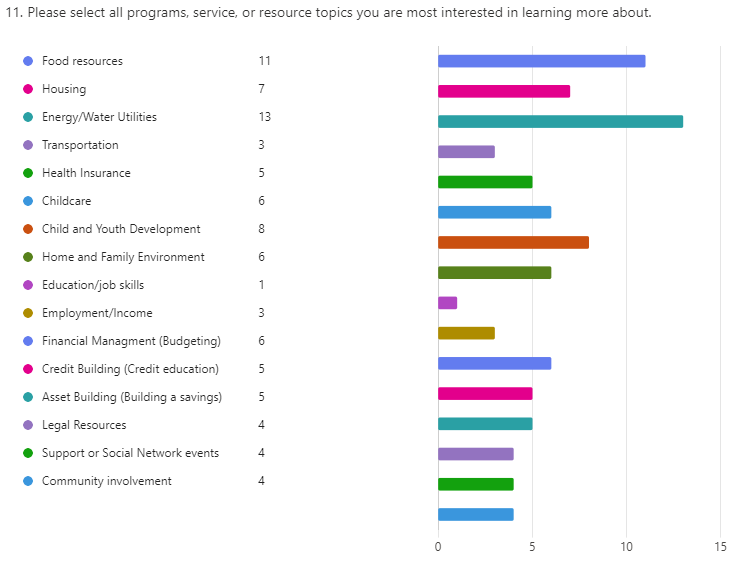 11. Please select all programs, service, or resource topics you are most interested in learning more about.
Food resources 11
Housing 7
Energy/Water Utilities 13
Transportation 3
Health Insurance 5
Childcare 6
Child and Youth Development 8
Home and Family Environment 6
Education/job skills 1
Employment/Income 3
Financial Managment (Budgeting) 6
Credit Building (Credit education) 5
Asset Building (Building a savings) 5
Legal Resources 4
Support or Social Network events 4
Community involvement 4
0 5 10 15